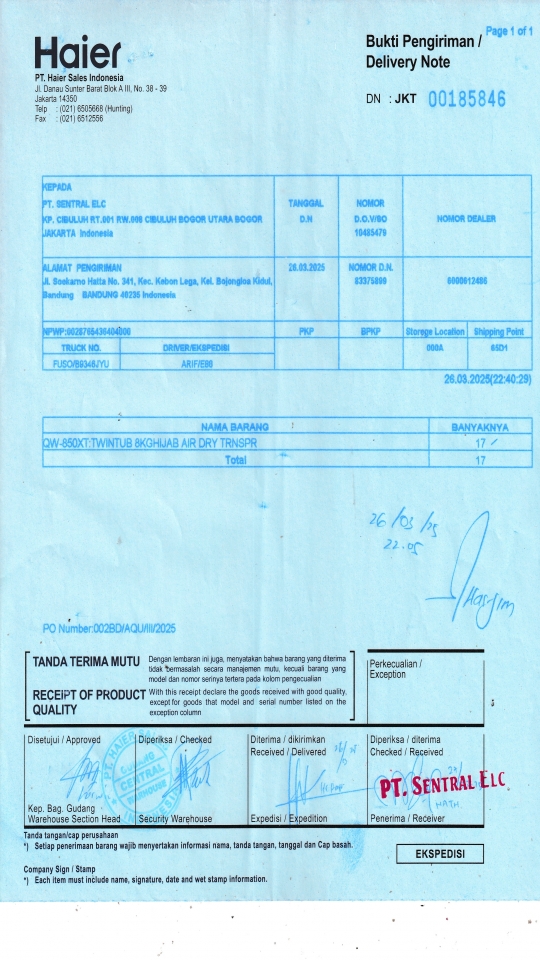 Page 1 of 1
Haier
Bukti Pengiriman /
Delivery Note
PT. Haier Sales Indonesia
Jl. Danau Sunter Barat Blok A III, No. 38 - 39
Jakarta 14350
Telp : (021) 6505668 (Hunting)
Fax : (021) 6512556
DN : JKT 00185846
KEPADA
PT. SENTRAL ELC
KP. CIBULUH RT.001 RW.008 CIBULUH BOGOR UTARA BOGOR
JAKARTA Indonesia
TANGGAL
D.N
NOMOR
D.O./V/SO
10485479
NOMOR DEALER
ALAMAT PENGIRIMAN
Jl. Soekarno Hatta No. 341, Kec. Kebon Lega, Kel. Bojongloa Kidul,
Bandung BANDUNG 40235 Indonesia
26.03.2025
NOMOR D.N.
83375899
NPWP:0028765436404000
PKP
BPKP
Storege Location
Shipping Point
TRUCK NO.
DRIVER/EKSPEDISI
000A
65D1
ARIF/EB0
26.03.2025(22:40:29)
NAMA BARANG
BANYAKNYA
QW-850XT:TWINTUB 8KGHIJAB AIR DRY TRNSPR
17
Total
17
26/03/25
22.05
Hasyim
PO Number:002BD/AQU/III/2025
TANDA TERIMA MUTU
Dengan lembaran ini juga, menyatakan bahwa barang yang diterima
tidak bermasalah secara manajemen mutu, kecuali barang yang
model dan nomor serinya tertera pada kolom pengecualian
RECEIPT OF PRODUCT
QUALITY
With this receipt declare the goods received with good quality,
except for goods that model and serial number listed on the
exception column
Perkecualian /
Exception
Disetujui / Approved
Diperiksa / Checked
Diterima / dikirimkan
Received / Delivered
Diperiksa / diterima
Checked / Received
CENTRAL
WAREHOUSE
PT. SENTRAL ELC
Kep. Bag. Gudang
Warehouse Section Head
Security Warehouse
Expedisi / Expedition
Penerima / Receiver
Tanda tangan/cap perusahaan
*) Setiap penerimaan barang wajib menyertakan informasi nama, tanda tangan, tanggal dan Cap basah.
EKSPEDISI
Company Sign / Stamp
*) Each item must include name, signature, date and wet stamp information.